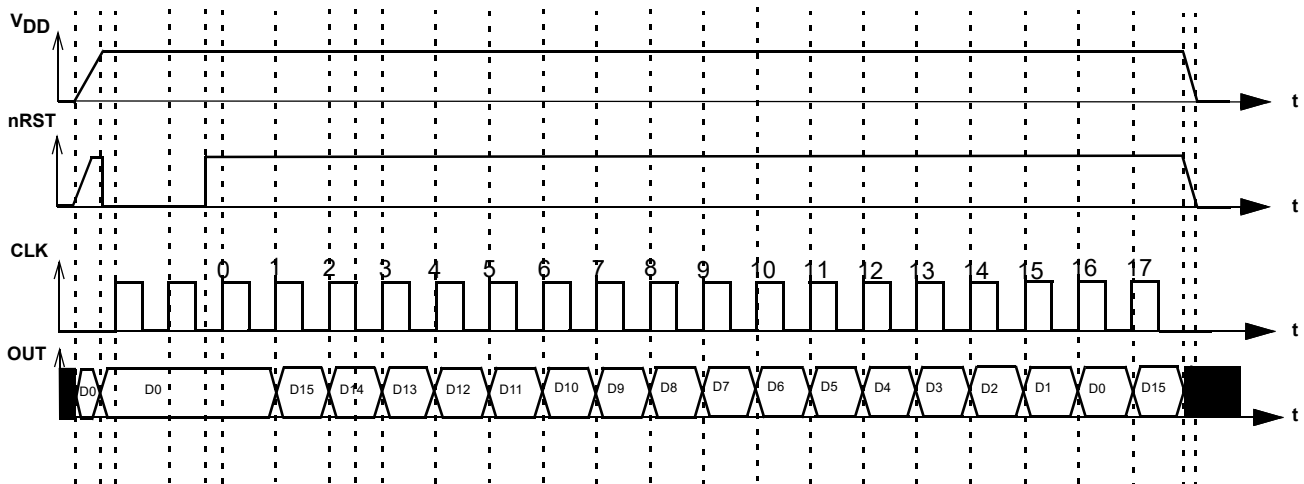 VDD
t
nRST
t
CLK
0 1 2 3 4 5 6 7 8 9 10 11 12 13 14 15 16 17
t
OUT
D0 D0 D15 D14 D13 D12 D11 D10 D9 D8 D7 D6 D5 D4 D3 D2 D1 D0 D15
t